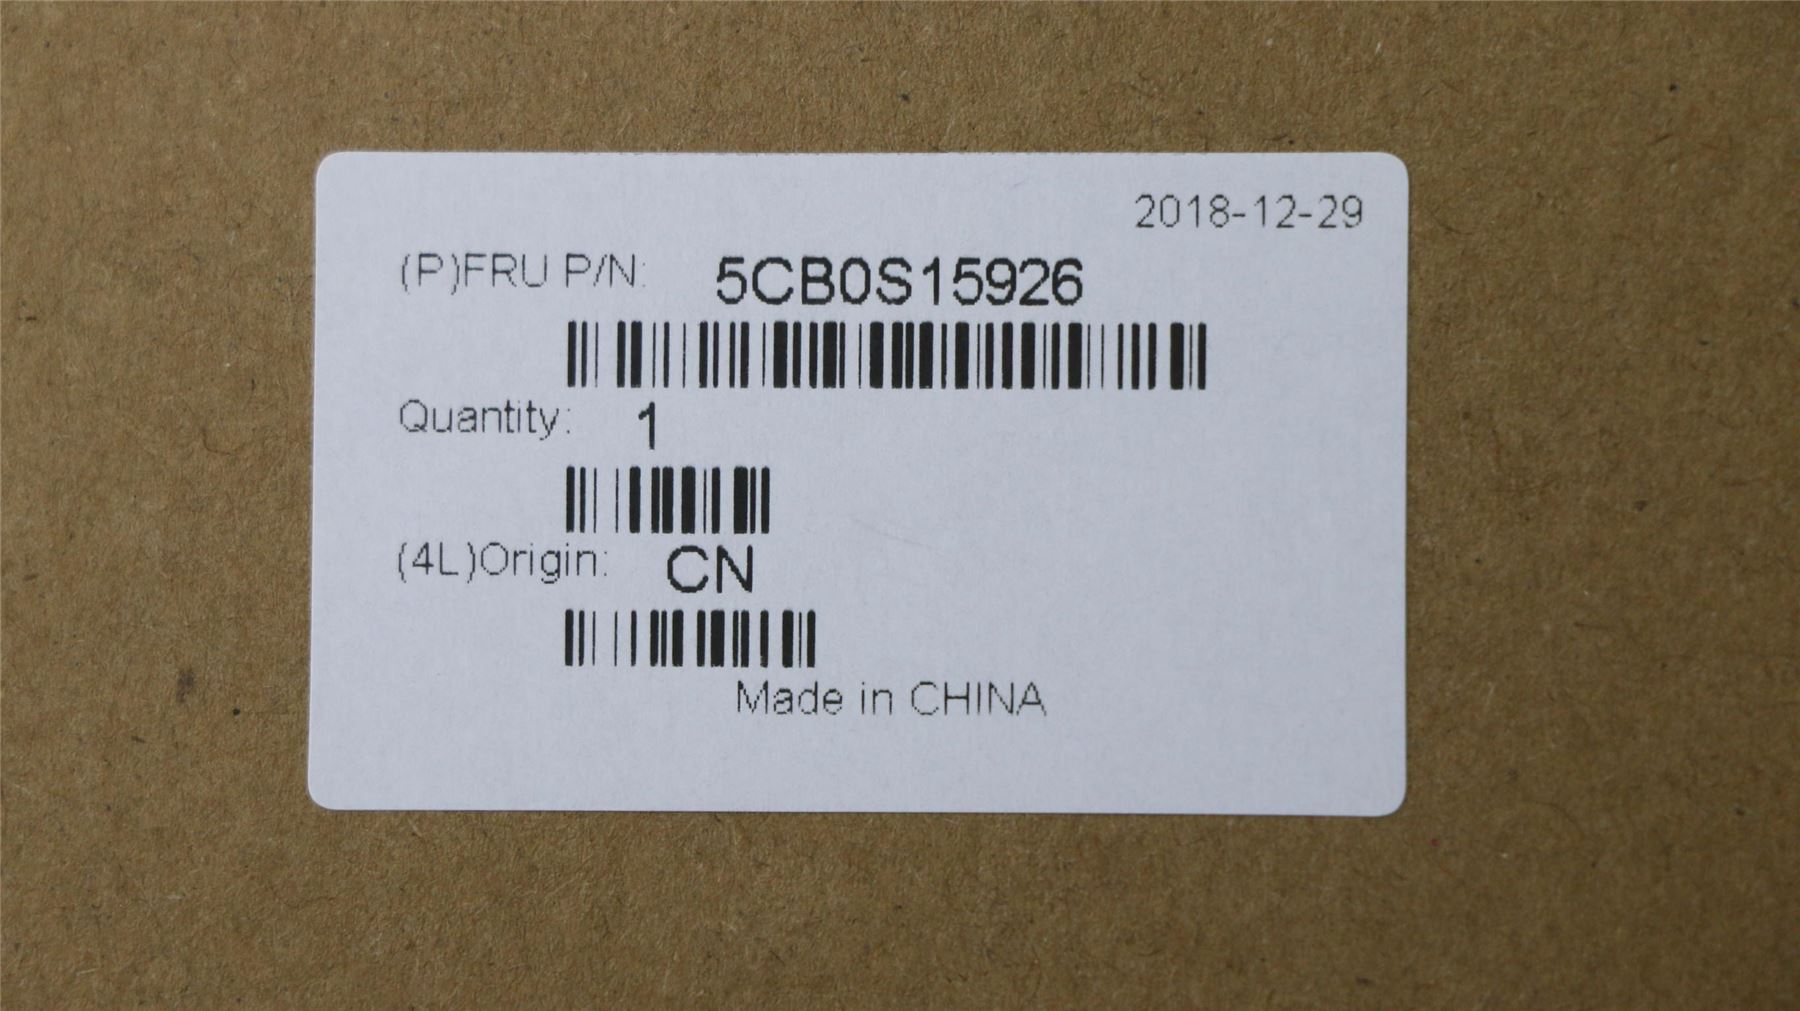 2018-12-29
(P)FRU P/N: 5CB0S15926
Quantity: 1
(4L)Origin: CN
Made in CHINA